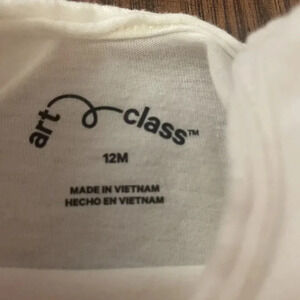 art class™
12M
MADE IN VIETNAM
HECHO EN VIETNAM